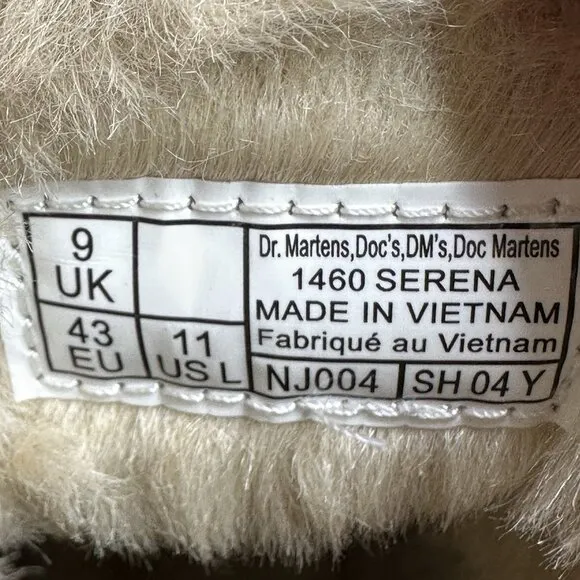 9
UK
43
EU
11
US L
Dr. Martens,Doc's,DM's,Doc Martens
1460 SERENA
MADE IN VIETNAM
Fabriqué au Vietnam
NJ004
SH 04 Y